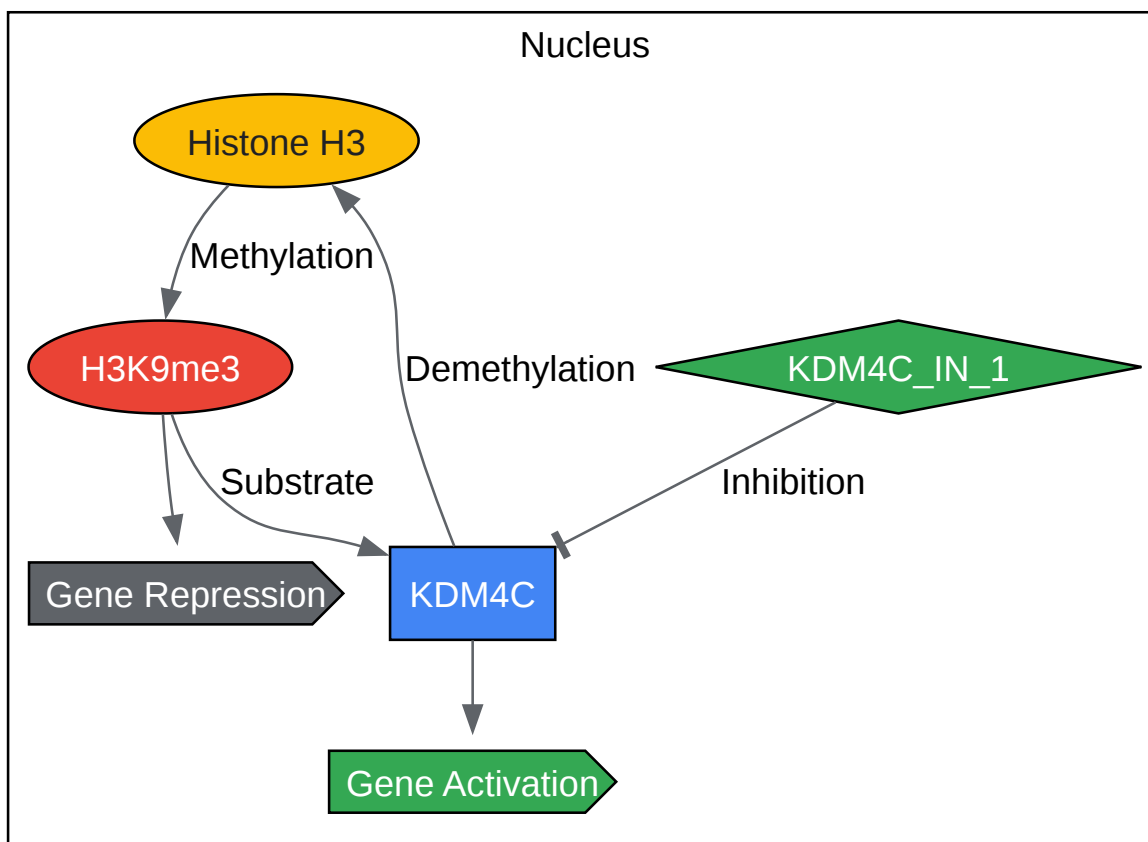 Nucleus
Histone H3
Methylation
H3K9me3
Demethylation
KDM4C_IN_1
Substrate
Inhibition
Gene Repression
KDM4C
Gene Activation